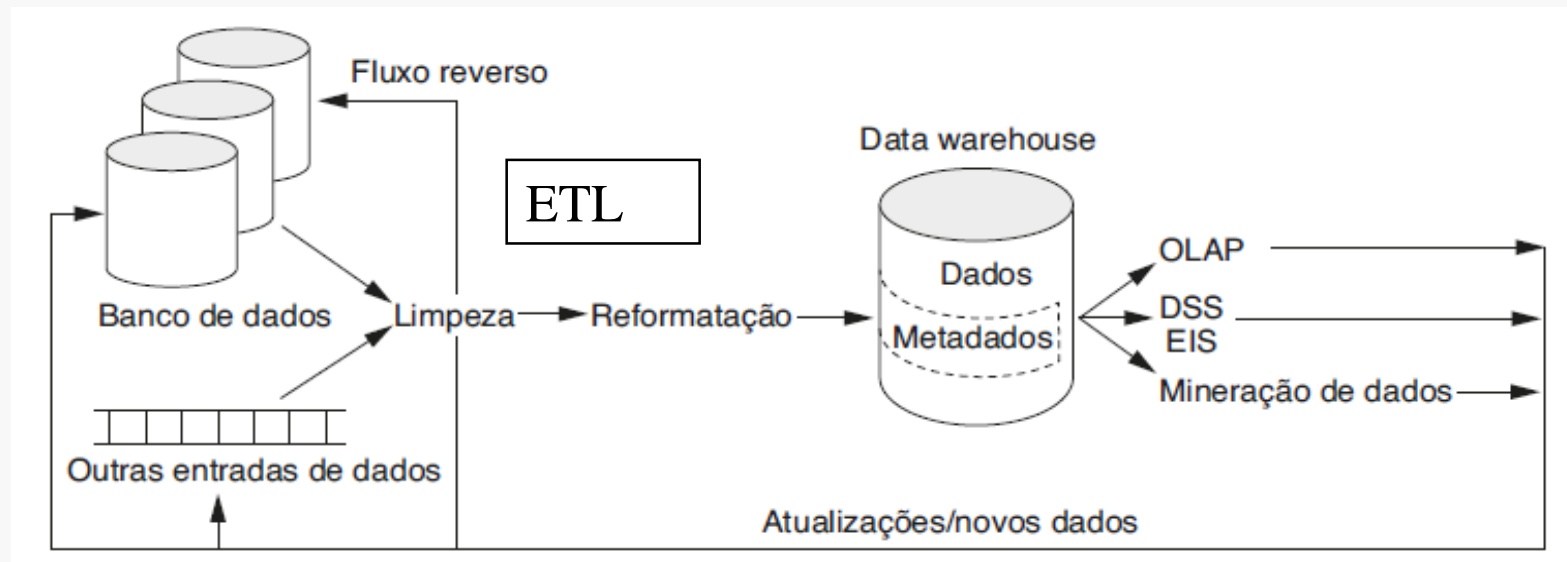 Fluxo reverso
Data warehouse
ETL
OLAP
Dados
Banco de dados
Limpeza
Reformatação
DSS
EIS
Metadados
Mineração de dados
Outras entradas de dados
Atualizações/novos dados